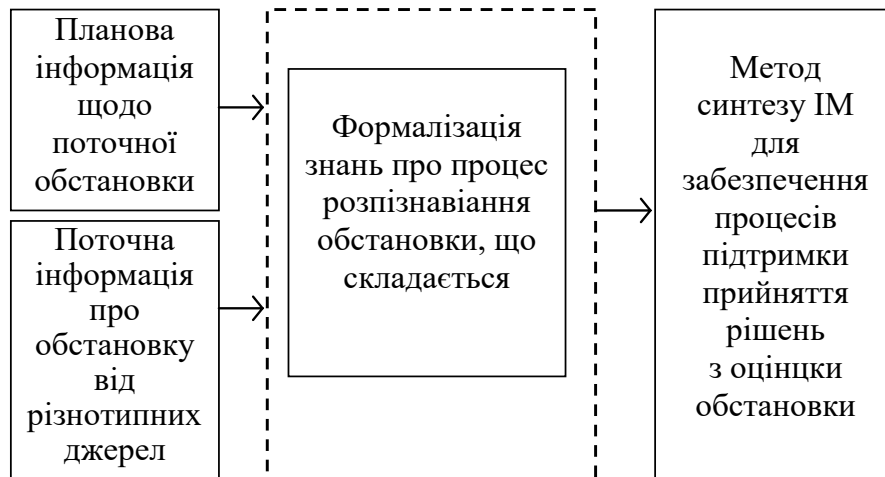 Планова
інформація
щодо
поточної
обстановки
Поточна
інформація
про
обстановку
від
різнотипних
джерел
Формалізація
знань про процес
розпізнавіання
обстановки, що
складається
Метод
синтезу ІМ
для
забезпечення
процесів
підтримки
прийняття
рішень
з оцінцки
обстановки